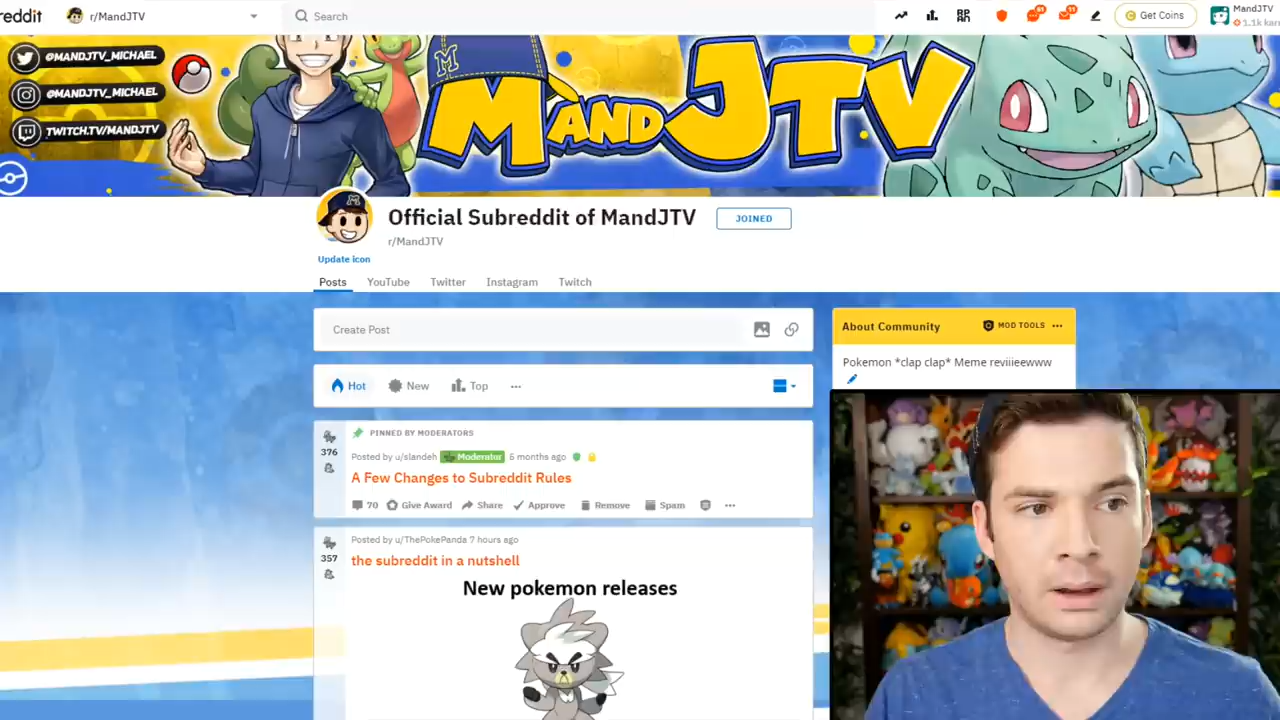 reddit
r/MandJTV
Search
51
11
Get Coins
MandJTV
1.1k kar
@MANDJTV_MICHAEL
@MANDJTV_MICHAEL
TWITCH.TV/MANDJTV
M
MANDJTV
M
Official Subreddit of MandJTV
JOINED
r/MandJTV
Update icon
Posts
YouTube
Twitter
Instagram
Twitch
Create Post
Hot
New
Top
About Community
MOD TOOLS
Pokemon *clap clap* Meme reviiieewww
PINNED BY MODERATORS
376
Posted by u/slandeh Moderator 6 months ago
A Few Changes to Subreddit Rules
70 Give Award Share Approve Remove Spam
Posted by u/ThePokePanda 7 hours ago
357
the subreddit in a nutshell
New pokemon releases